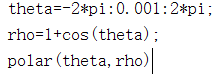 theta=-2*pi:0.001:2*pi;
rho=1+cos(theta);
polar(theta,rho)